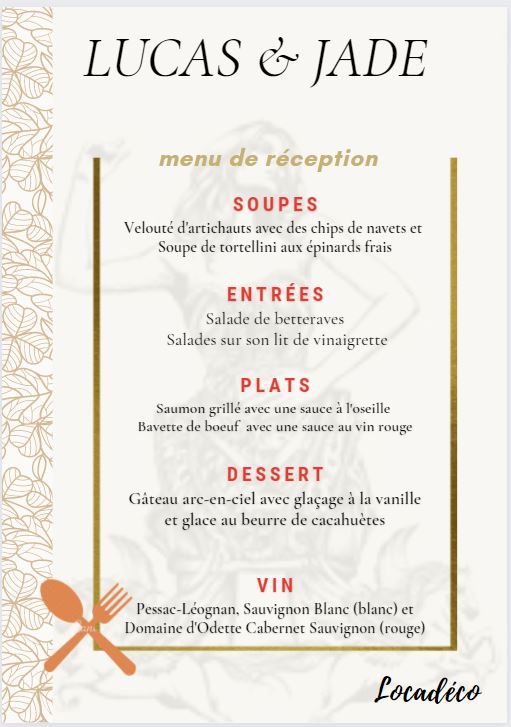 LUCAS & JADE
menu de réception
SOUPES
Velouté d'artichauts avec des chips de navets et
Soupe de tortellini aux épinards frais
ENTRÉES
Salade de betteraves
Salades sur son lit de vinaigrette
PLATS
Saumon grillé avec une sauce à l'oseille
Bavette de boeuf avec une sauce au vin rouge
DESSERT
Gâteau arc-en-ciel avec glaçage à la vanille
et glace au beurre de cacahuètes
VIN
Pessac-Léognan, Sauvignon Blanc (blanc) et
Domaine d'Odette Cabernet Sauvignon (rouge)
Locadéco